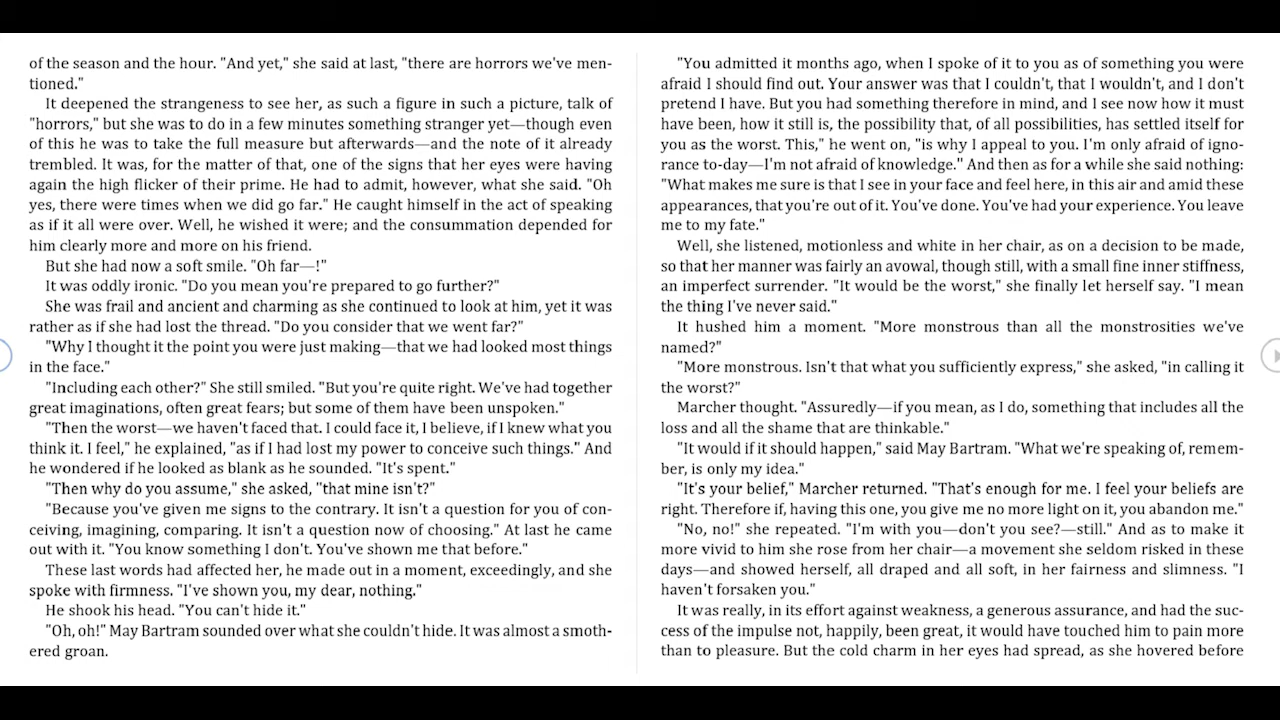 of the season and the hour. "And yet," she said at last, "there are horrors we've men-
tioned."
It deepened the strangeness to see her, as such a figure in such a picture, talk of
"horrors," but she was to do in a few minutes something stranger yet—though even
of this he was to take the full measure but afterwards—and the note of it already
trembled. It was, for the matter of that, one of the signs that her eyes were having
again the high flicker of their prime. He had to admit, however, what she said. "Oh
yes, there were times when we did go far." He caught himself in the act of speaking
as if it all were over. Well, he wished it were; and the consummation depended for
him clearly more and more on his friend.
But she had now a soft smile. "Oh far—!"
It was oddly ironic. "Do you mean you're prepared to go further?"
She was frail and ancient and charming as she continued to look at him, yet it was
rather as if she had lost the thread. "Do you consider that we went far?"
"Why I thought it the point you were just making—that we had looked most things
in the face."
"Including each other?" She still smiled. "But you're quite right. We've had together
great imaginations, often great fears; but some of them have been unspoken."
"Then the worst—we haven't faced that. I could face it, I believe, if I knew what you
think it. I feel," he explained, "as if I had lost my power to conceive such things." And
he wondered if he looked as blank as he sounded. "It's spent."
"Then why do you assume," she asked, "that mine isn't?"
"Because you've given me signs to the contrary. It isn't a question for you of con-
ceiving, imagining, comparing. It isn't a question now of choosing." At last he came
out with it. "You know something I don't. You've shown me that before."
These last words had affected her, he made out in a moment, exceedingly, and she
spoke with firmness. "I've shown you, my dear, nothing."
He shook his head. "You can't hide it."
"Oh, oh!" May Bartram sounded over what she couldn't hide. It was almost a smoth-
ered groan.
"You admitted it months ago, when I spoke of it to you as of something you were
afraid I should find out. Your answer was that I couldn't, that I wouldn't, and I don't
pretend I have. But you had something therefore in mind, and I see now how it must
have been, how it still is, the possibility that, of all possibilities, has settled itself for
you as the worst. This," he went on, "is why I appeal to you. I'm only afraid of igno-
rance to-day—I'm not afraid of knowledge." And then as for a while she said nothing:
"What makes me sure is that I see in your face and feel here, in this air and amid these
appearances, that you're out of it. You've done. You've had your experience. You leave
me to my fate."
Well, she listened, motionless and white in her chair, as on a decision to be made,
so that her manner was fairly an avowal, though still, with a small fine inner stiffness,
an imperfect surrender. "It would be the worst," she finally let herself say. "I mean
the thing I've never said."
It hushed him a moment. "More monstrous than all the monstrosities we've
named?"
"More monstrous. Isn't that what you sufficiently express," she asked, "in calling it
the worst?"
Marcher thought. "Assuredly—if you mean, as I do, something that includes all the
loss and all the shame that are thinkable."
"It would if it should happen," said May Bartram. "What we're speaking of, remem-
ber, is only my idea."
"It's your belief," Marcher returned. "That's enough for me. I feel your beliefs are
right. Therefore if, having this one, you give me no more light on it, you abandon me."
"No, no!" she repeated. "I'm with you—don't you see?—still." And as to make it
more vivid to him she rose from her chair—a movement she seldom risked in these
days—and showed herself, all draped and all soft, in her fairness and slimness. "I
haven't forsaken you."
It was really, in its effort against weakness, a generous assurance, and had the suc-
cess of the impulse not, happily, been great, it would have touched him to pain more
than to pleasure. But the cold charm in her eyes had spread, as she hovered before